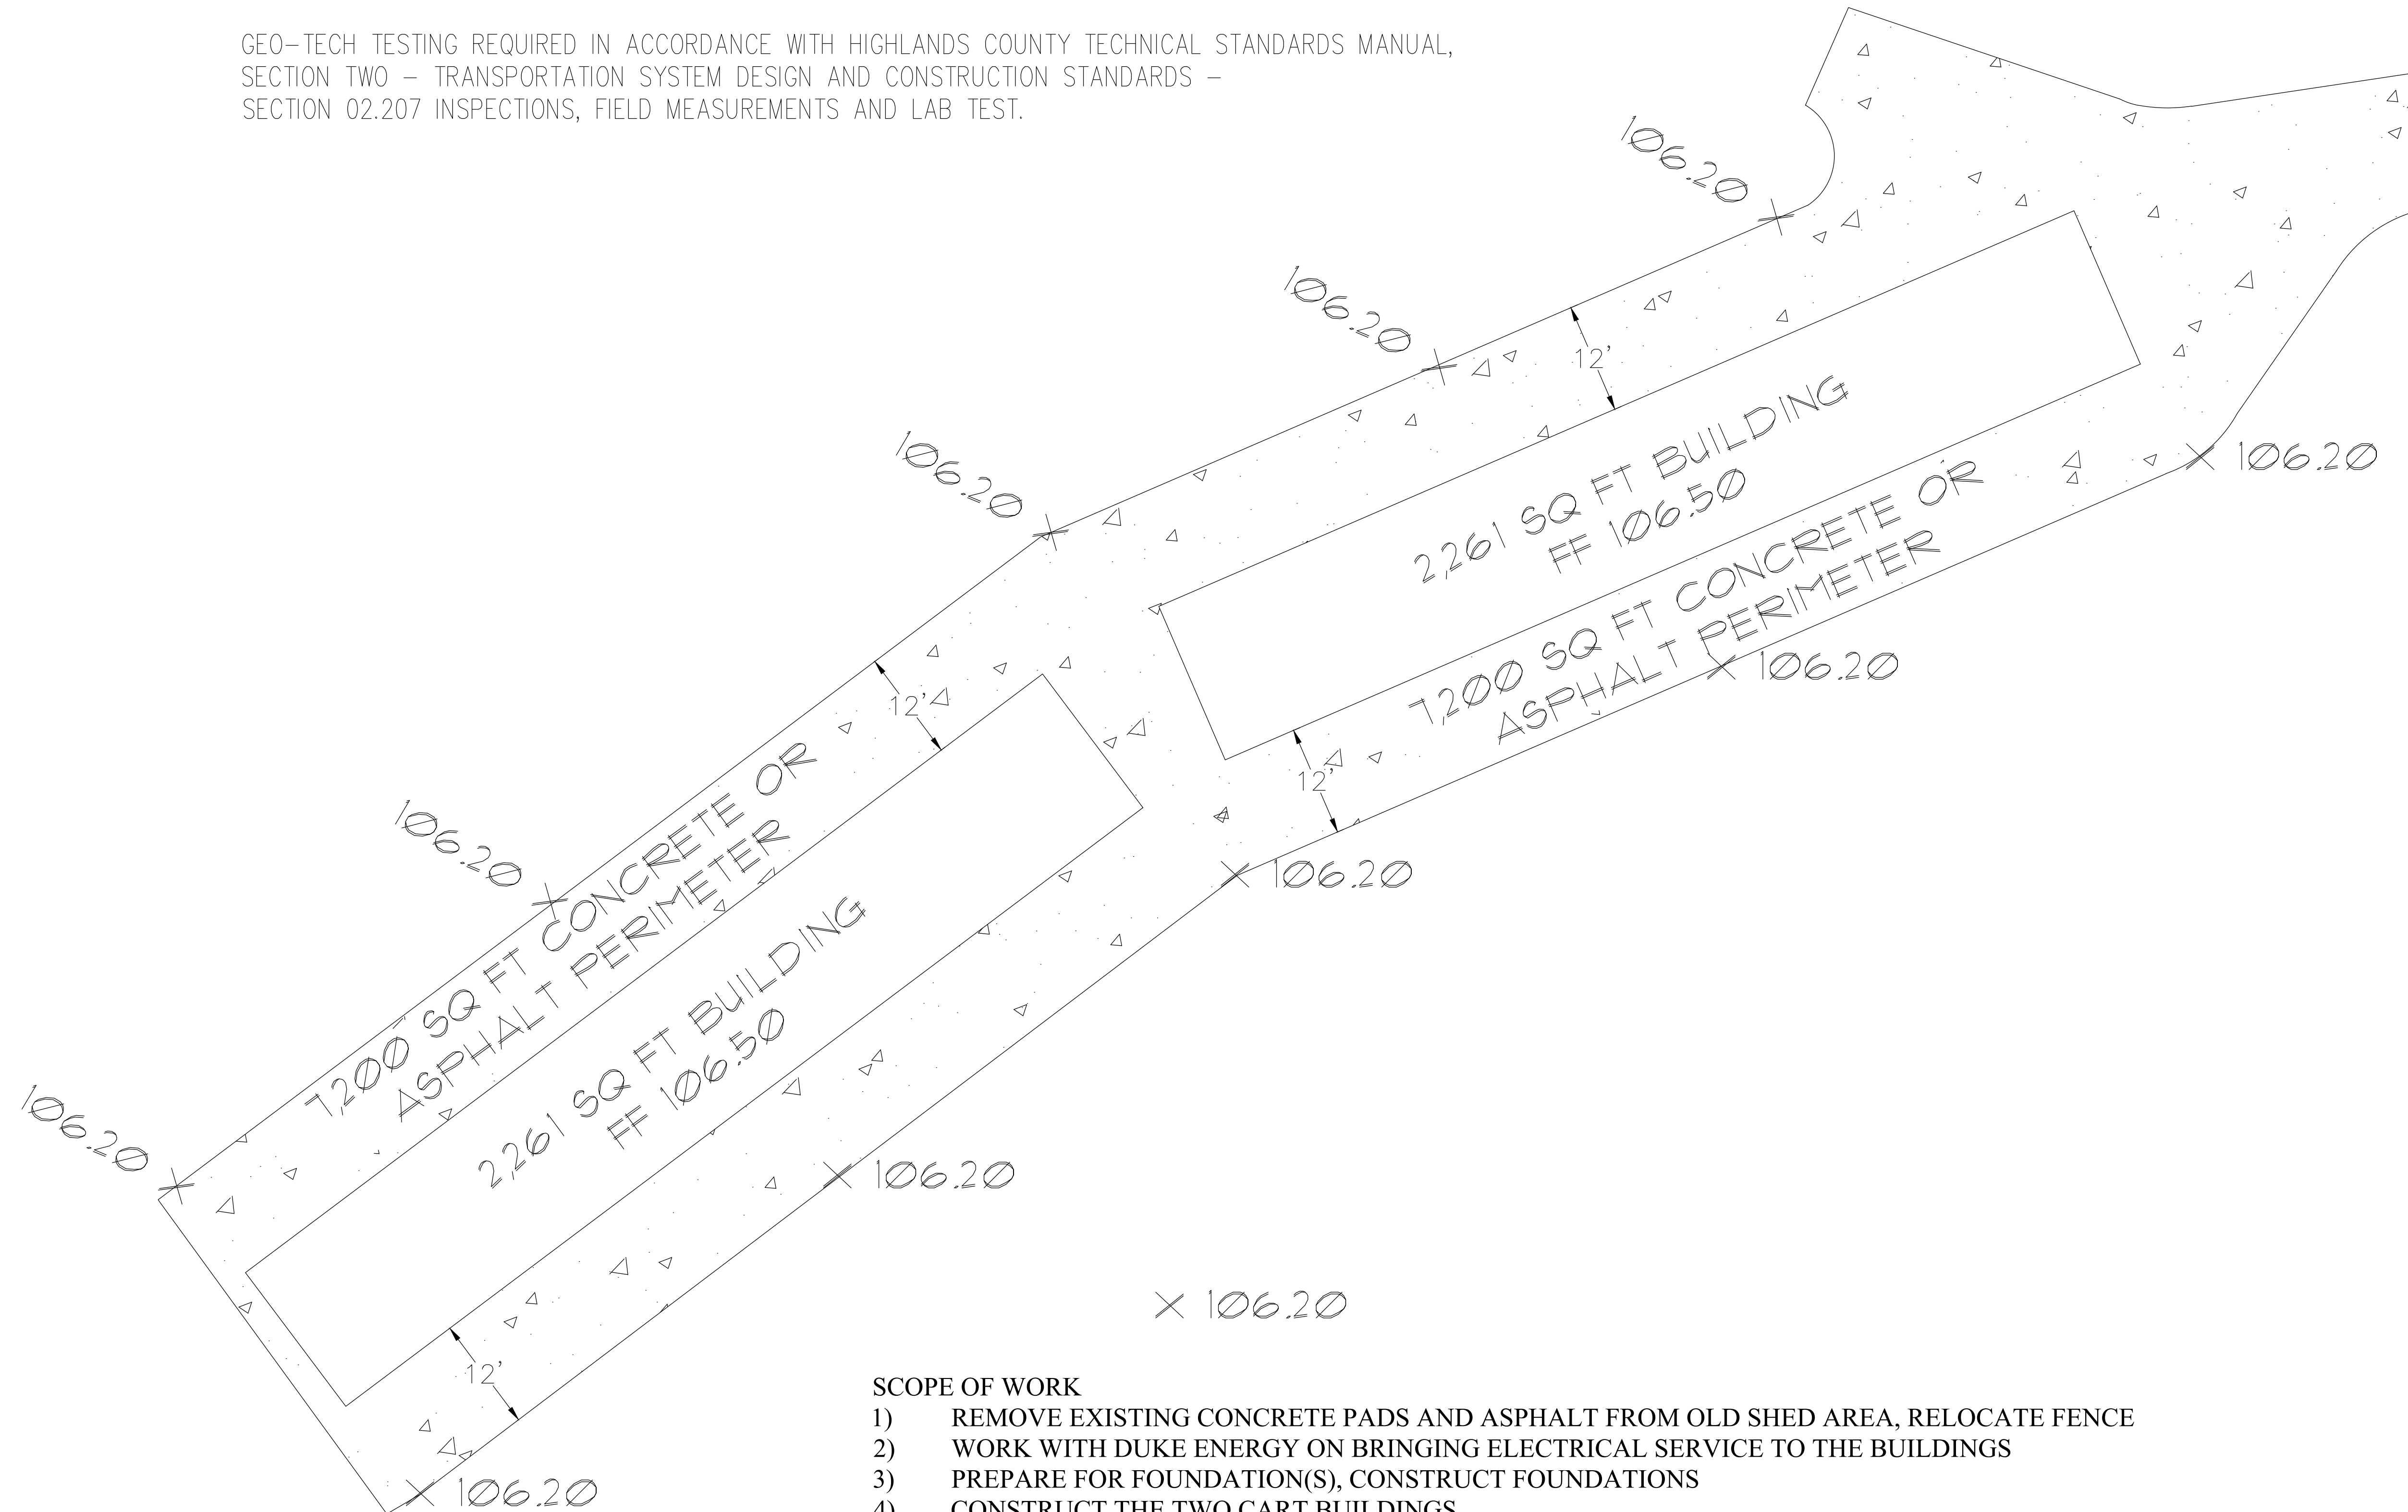 GEO-TECH TESTING REQUIRED IN ACCORDANCE WITH HIGHLANDS COUNTY TECHNICAL STANDARDS MANUAL,
SECTION TWO - TRANSPORTATION SYSTEM DESIGN AND CONSTRUCTION STANDARDS -
SECTION 02.207 INSPECTIONS, FIELD MEASUREMENTS AND LAB TEST.
106.20
106.20
12'
106.20
2,261 SQ FT BUILDING
FF 106.50
106.20
7,200 SQ FT CONCRETE OR
ASPHALT PERIMETER
106.20
12'
12'
106.20
106.20
7,200 SQ FT CONCRETE OR
ASPHALT PERIMETER
2,261 SQ FT BUILDING
FF 106.50
106.20
106.20
106.20
12'
106.20
SCOPE OF WORK
1) REMOVE EXISTING CONCRETE PADS AND ASPHALT FROM OLD SHED AREA, RELOCATE FENCE
2) WORK WITH DUKE ENERGY ON BRINGING ELECTRICAL SERVICE TO THE BUILDINGS
3) PREPARE FOR FOUNDATION(S), CONSTRUCT FOUNDATIONS
4) CONSTRUCT THE TWO CART BUILDINGS